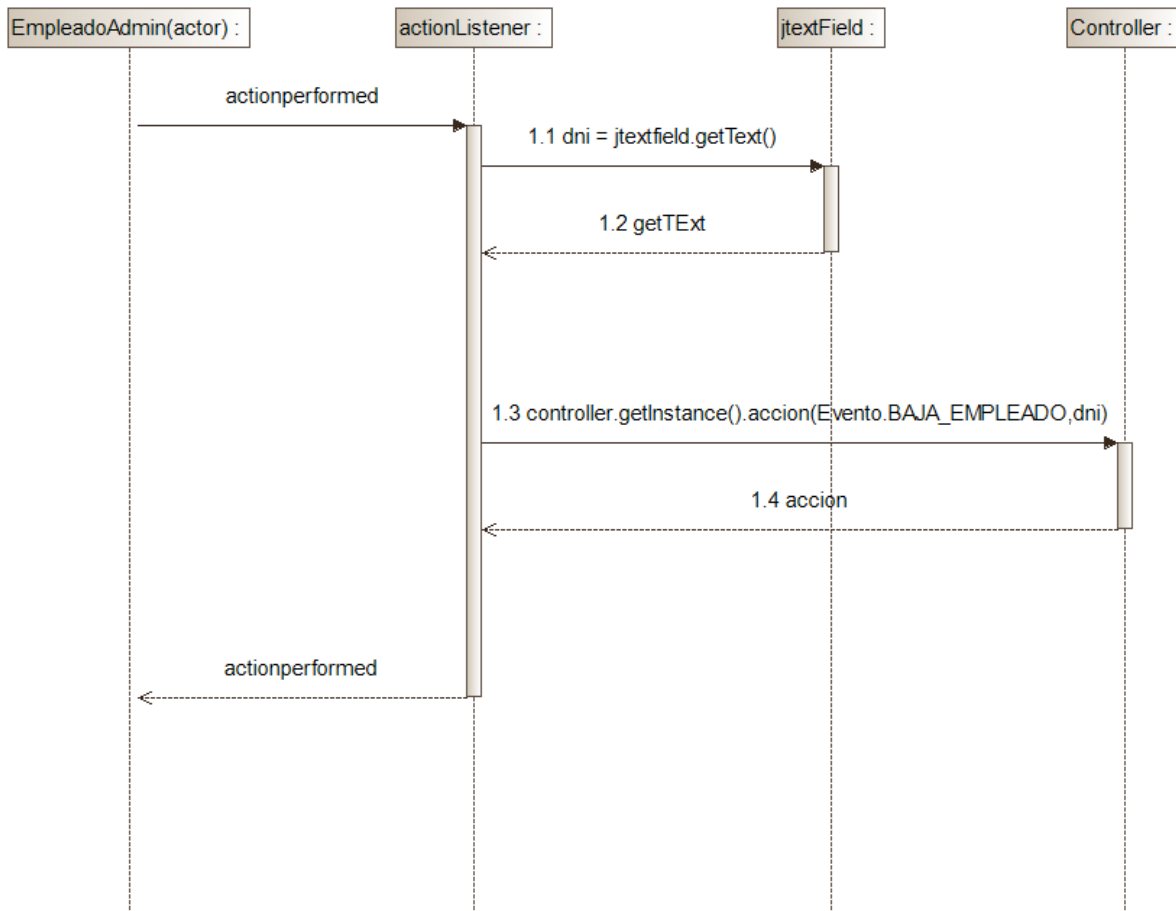 EmpleadoAdmin(actor) :
actionListener :
jtextField :
Controller :
actionperformed
1.1 dni = jtextfield.getText()
1.2 getTExt
1.3 controller.getInstance().accion(Evento.BAJA_EMPLEADO,dni)
1.4 accion
actionperformed